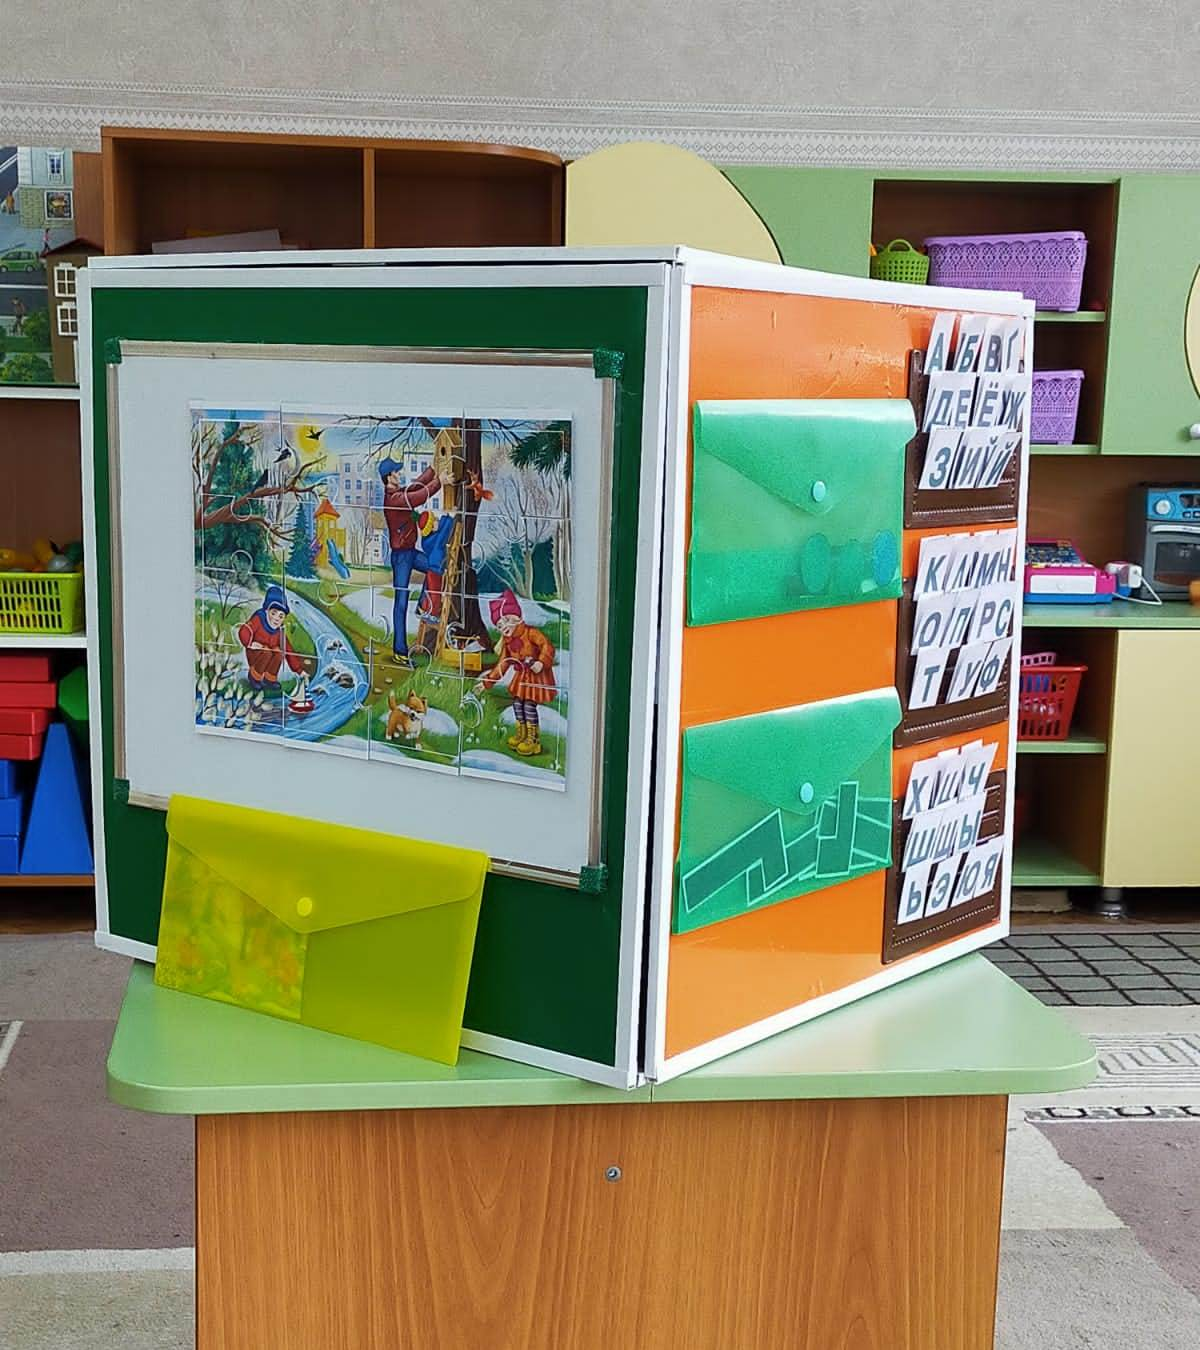 А Б В Г
Д Е Ё Ж
З И Й
К Л М Н
О П Р С
Т У Ф
Х Ц Ч
Ш Щ Ы
Ь Э Ю Я